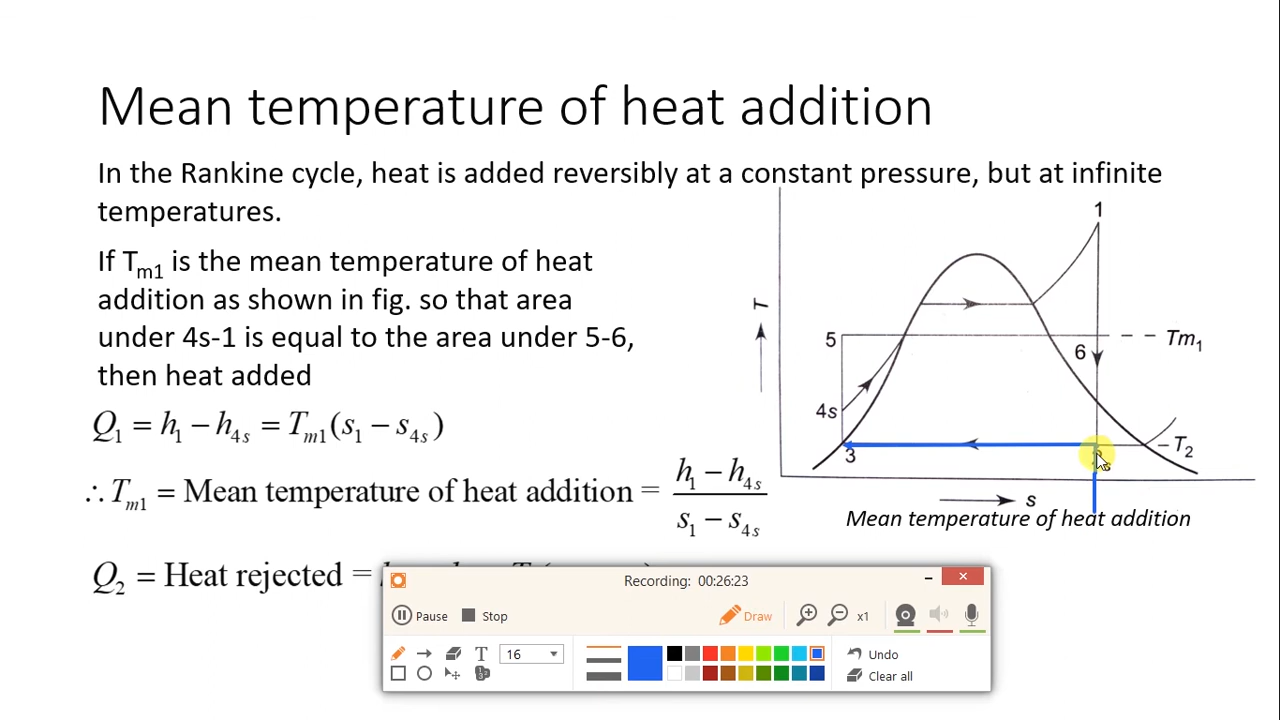 Mean temperature of heat addition
In the Rankine cycle, heat is added reversibly at a constant pressure, but at infinite
temperatures.
If Tm1 is the mean temperature of heat
addition as shown in fig. so that area
under 4s-1 is equal to the area under 5-6,
then heat added
Q1 = h1 − h4s = Tm1(s1 − s4s)
∴ Tm1 = Mean temperature of heat addition = h1 − h4s
s1 − s4s
Q2 = Heat rejected =
1
T
5
Tm1
6
4s
3
T2
s
Mean temperature of heat addition
Recording: 00:26:23
Pause
Stop
Draw
x1
T
16
Undo
Clear all